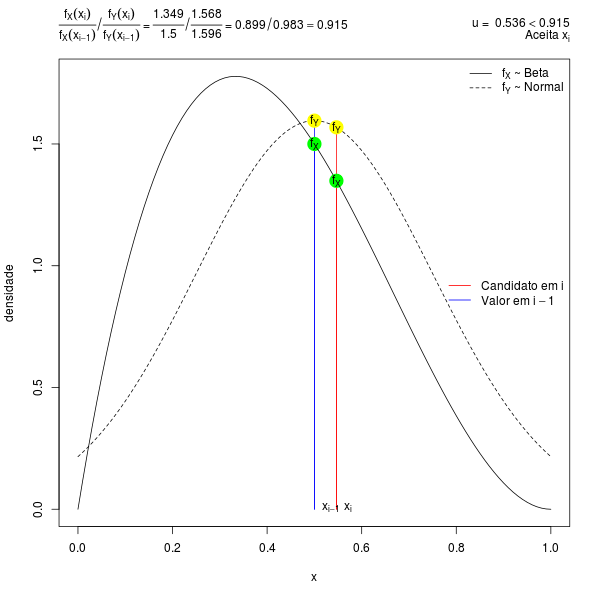 fX(xi)/fX(xi−1) / fY(xi)/fY(xi−1) = 1.349/1.5 / 1.568/1.596 = 0.899/0.983 = 0.915
u = 0.536 < 0.915
Aceita xi
fX ~ Beta
fY ~ Normal
fY
fY
fX
fX
Candidato em i
Valor em i − 1
densidade
1.5
1.0
0.5
0.0
xi−1 xi
0.0 0.2 0.4 0.6 0.8 1.0
x